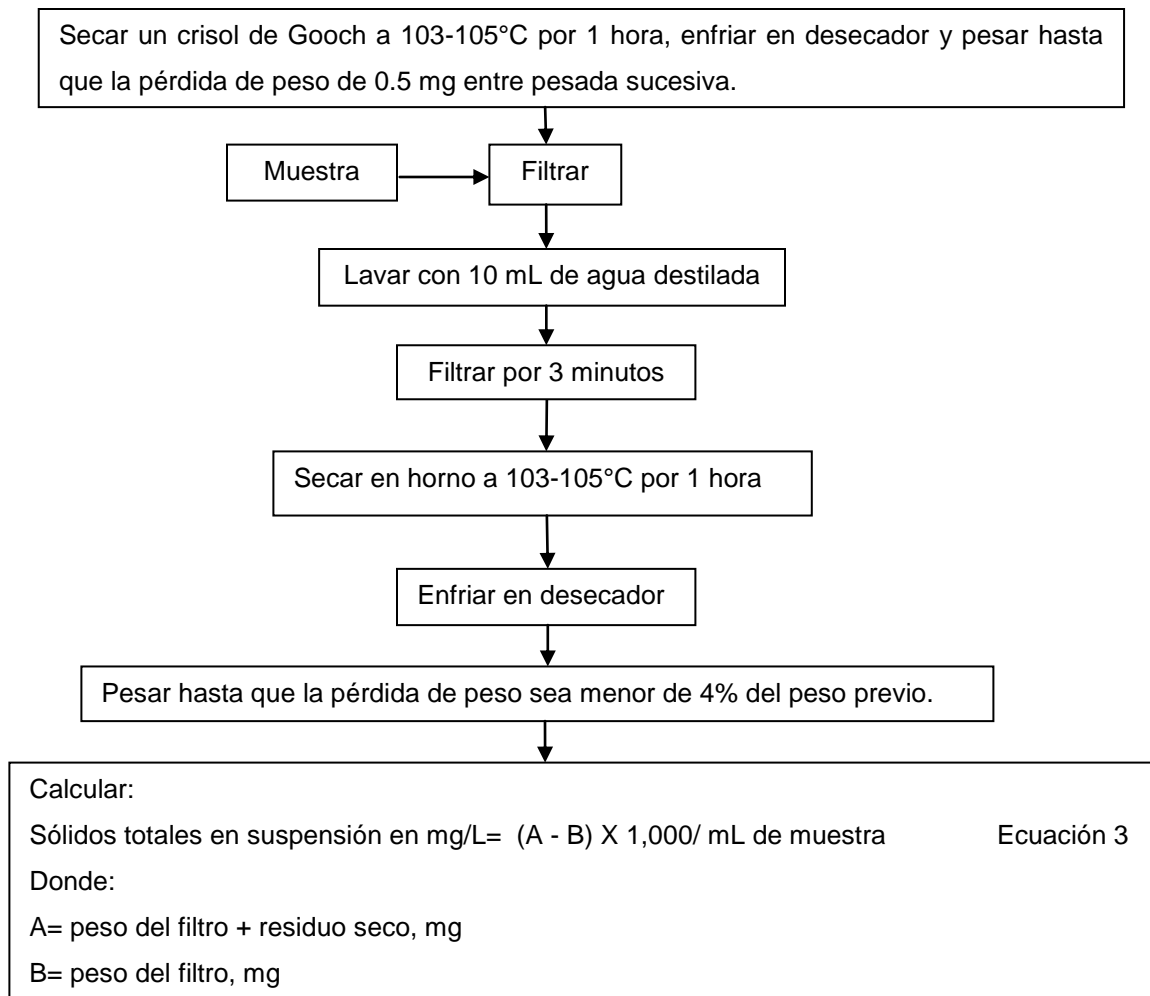 Secar un crisol de Gooch a 103-105°C por 1 hora, enfriar en desecador y pesar hasta
que la pérdida de peso de 0.5 mg entre pesada sucesiva.
Muestra
Filtrar
Lavar con 10 mL de agua destilada
Filtrar por 3 minutos
Secar en horno a 103-105°C por 1 hora
Enfriar en desecador
Pesar hasta que la pérdida de peso sea menor de 4% del peso previo.
Calcular:
Sólidos totales en suspensión en mg/L= (A - B) X 1,000/ mL de muestra Ecuación 3
Donde:
A= peso del filtro + residuo seco, mg
B= peso del filtro, mg